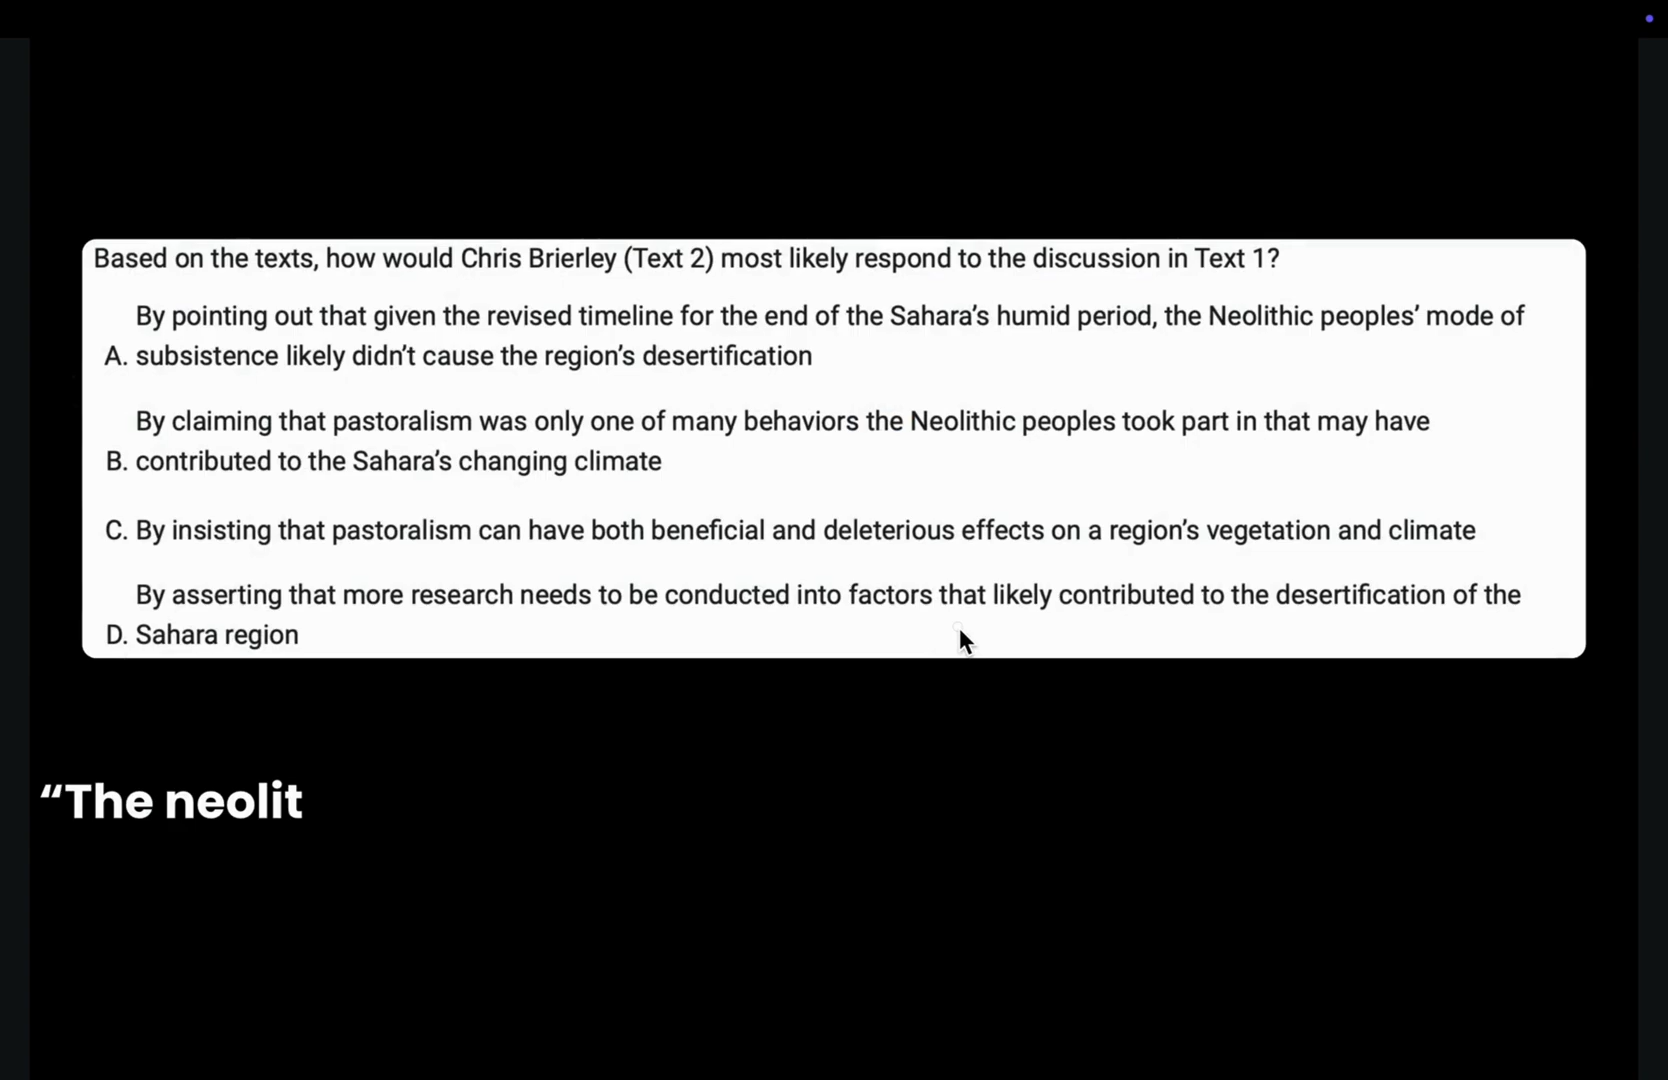 Based on the texts, how would Chris Brierley (Text 2) most likely respond to the discussion in Text 1?
By pointing out that given the revised timeline for the end of the Sahara’s humid period, the Neolithic peoples’ mode of
A. subsistence likely didn’t cause the region’s desertification
By claiming that pastoralism was only one of many behaviors the Neolithic peoples took part in that may have
B. contributed to the Sahara’s changing climate
C. By insisting that pastoralism can have both beneficial and deleterious effects on a region’s vegetation and climate
By asserting that more research needs to be conducted into factors that likely contributed to the desertification of the
D. Sahara region
“The neolit